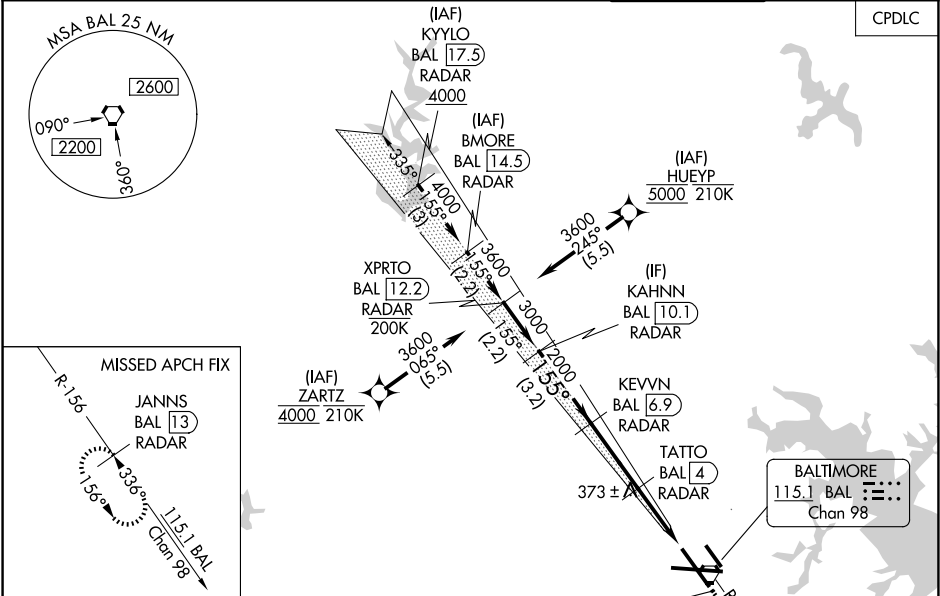 MSA BAL 25 NM
2600
090°
2200
360°
CPDLC
(IAF)
KYYLO
BAL 17.5
RADAR
4000
(IAF)
BMORE
BAL 14.5
RADAR
(IAF)
HUEYP
5000 210K
3600
245°
(5.5)
335°
4000
155°
(3)
3600
155°
(2.2)
XPRTO
BAL 12.2
RADAR
200K
3000
155°
(2.2)
(IF)
KAHNN
BAL 10.1
RADAR
3600
065°
(5.5)
(IAF)
ZARTZ
4000 210K
2000
155°
(3.2)
KEVVN
BAL 6.9
RADAR
TATTO
BAL 4
RADAR
373 ±
BALTIMORE
115.1 BAL
Chan 98
R
MISSED APCH FIX
R-156
JANNS
BAL 13
RADAR
336°
156°
115.1 BAL
Chan 98